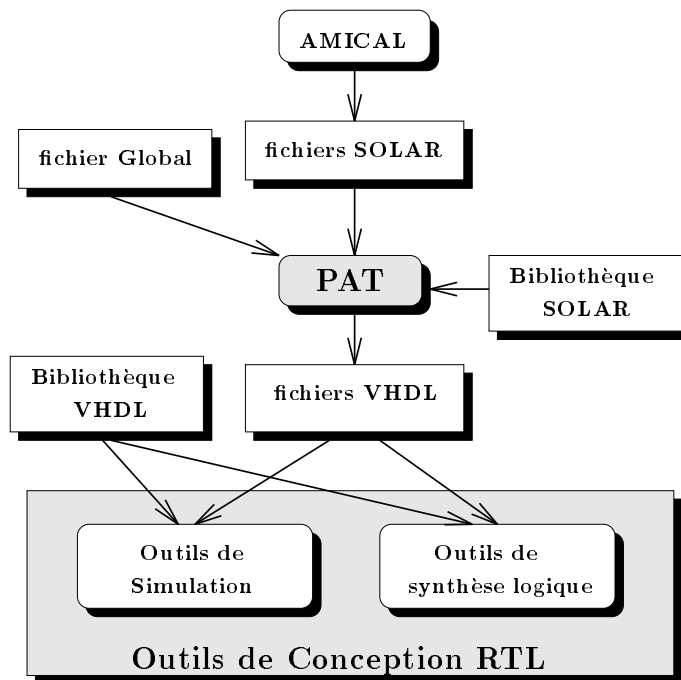 AMICAL
fichier Global
fichiers SOLAR
PAT
Bibliothèque
SOLAR
Bibliothèque
VHDL
fichiers VHDL
Outils de
Simulation
Outils de
synthèse logique
Outils de Conception RTL